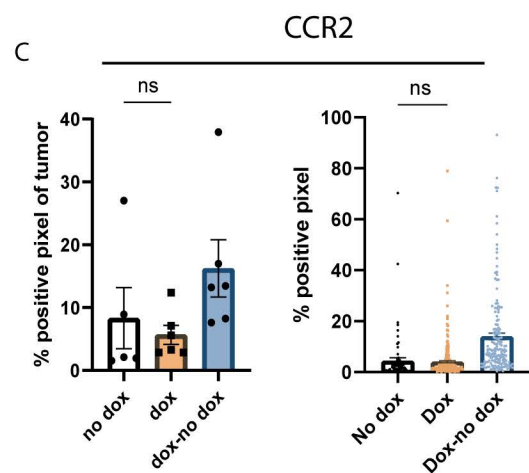 CCR2
C
ns
% positive pixel of tumor
40
30
20
10
0
no dox
dox
dox-no dox
ns
% positive pixel
100
80
60
40
20
0
No dox
Dox
Dox-no dox